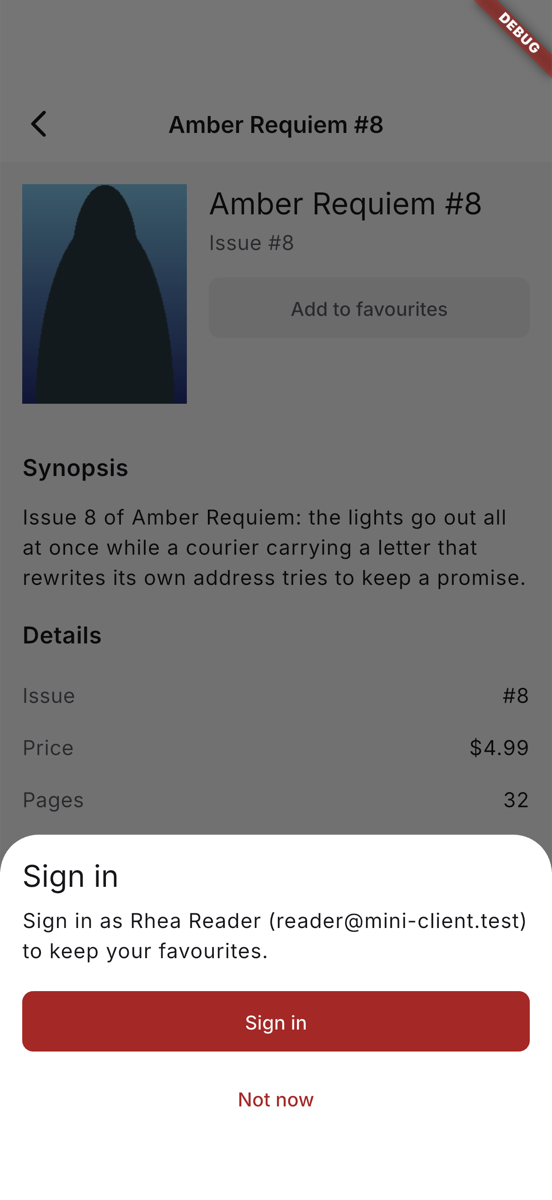 DEBUG
Amber Requiem #8
Amber Requiem #8
Issue #8
Add to favourites
Synopsis
Issue 8 of Amber Requiem: the lights go out all
at once while a courier carrying a letter that
rewrites its own address tries to keep a promise.
Details
Issue #8
Price $4.99
Pages 32
Sign in
Sign in as Rhea Reader (reader@mini-client.test)
to keep your favourites.
Sign in
Not now